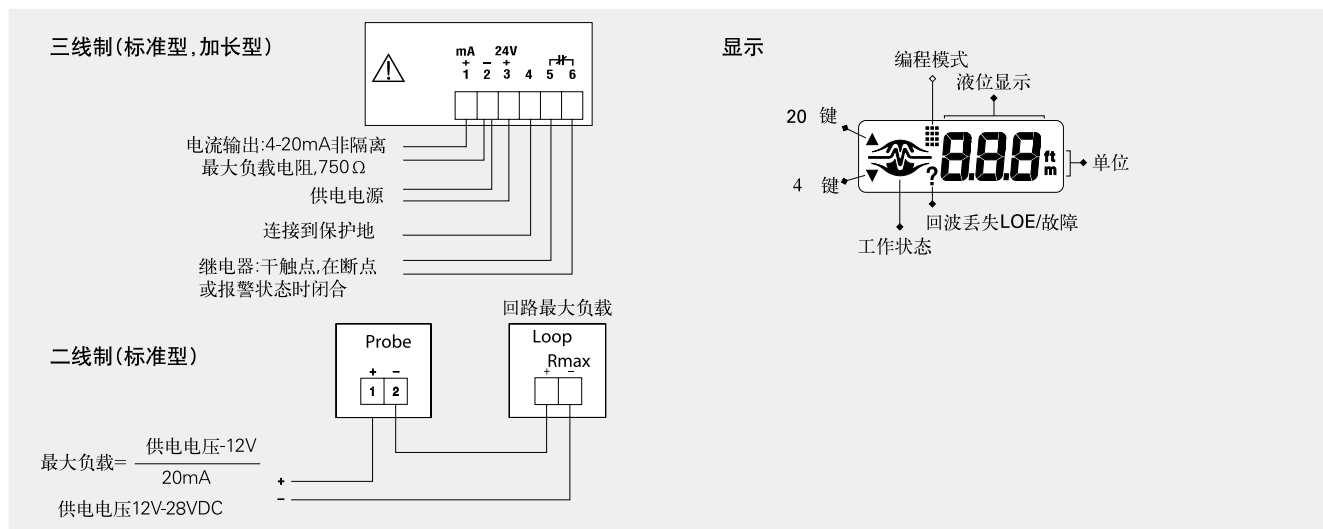 三线制(标准型,加长型)
mA 24V
+ − +
1 2 3 4 5 6
电流输出:4-20mA非隔离
最大负载电阻,750Ω
供电电源
连接到保护地
继电器:干触点,在断点
或报警状态时闭合
二线制(标准型)
Probe
+ −
1 2
回路最大负载
Loop
Rmax
+ −
最大负载= 供电电压-12V
20mA
+
−
供电电压12V-28VDC
显示
编程模式
液位显示
20 键
8.8.8 ft
m
单位
4 键
?
回波丢失LOE/故障
工作状态